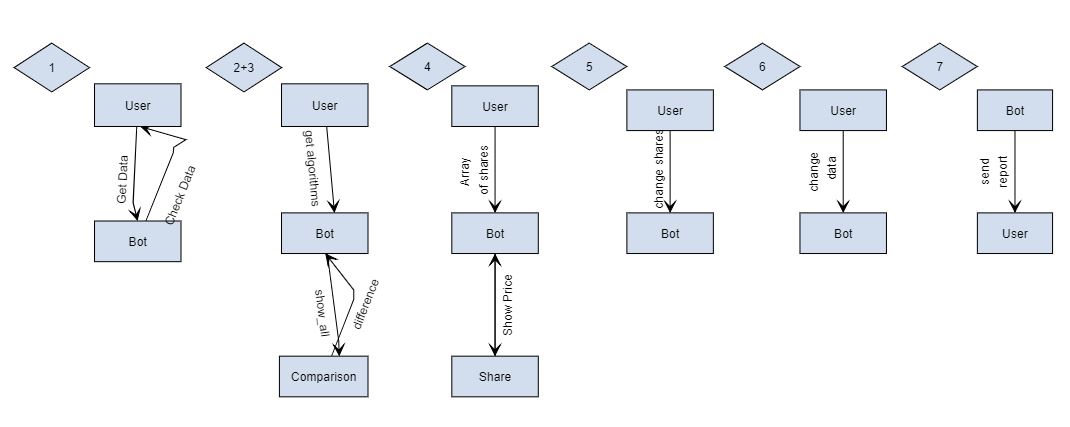 1
User
Get Data
Check Data
Bot
2+3
User
get algorithms
Bot
show_all
difference
Comparison
4
User
Array
of shares
Bot
Show Price
Share
5
User
change shares
Bot
6
User
change
data
Bot
7
Bot
send
report
User